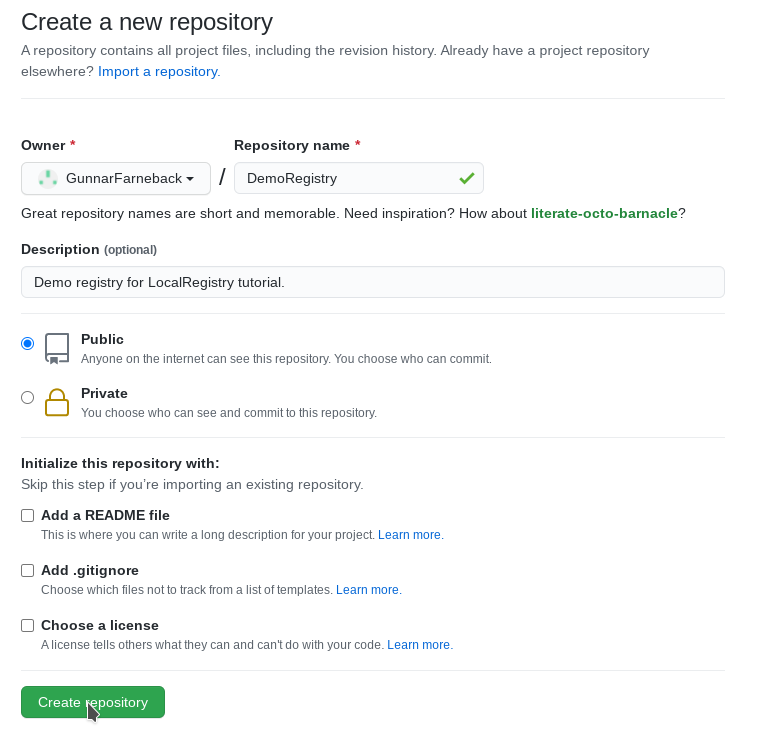 Create a new repository
A repository contains all project files, including the revision history. Already have a project repository
elsewhere? Import a repository.
Owner * Repository name *
GunnarFarneback / DemoRegistry
Great repository names are short and memorable. Need inspiration? How about literate-octo-barnacle?
Description (optional)
Demo registry for LocalRegistry tutorial.
Public
Anyone on the internet can see this repository. You choose who can commit.
Private
You choose who can see and commit to this repository.
Initialize this repository with:
Skip this step if you’re importing an existing repository.
Add a README file
This is where you can write a long description for your project. Learn more.
Add .gitignore
Choose which files not to track from a list of templates. Learn more.
Choose a license
A license tells others what they can and can't do with your code. Learn more.
Create repository